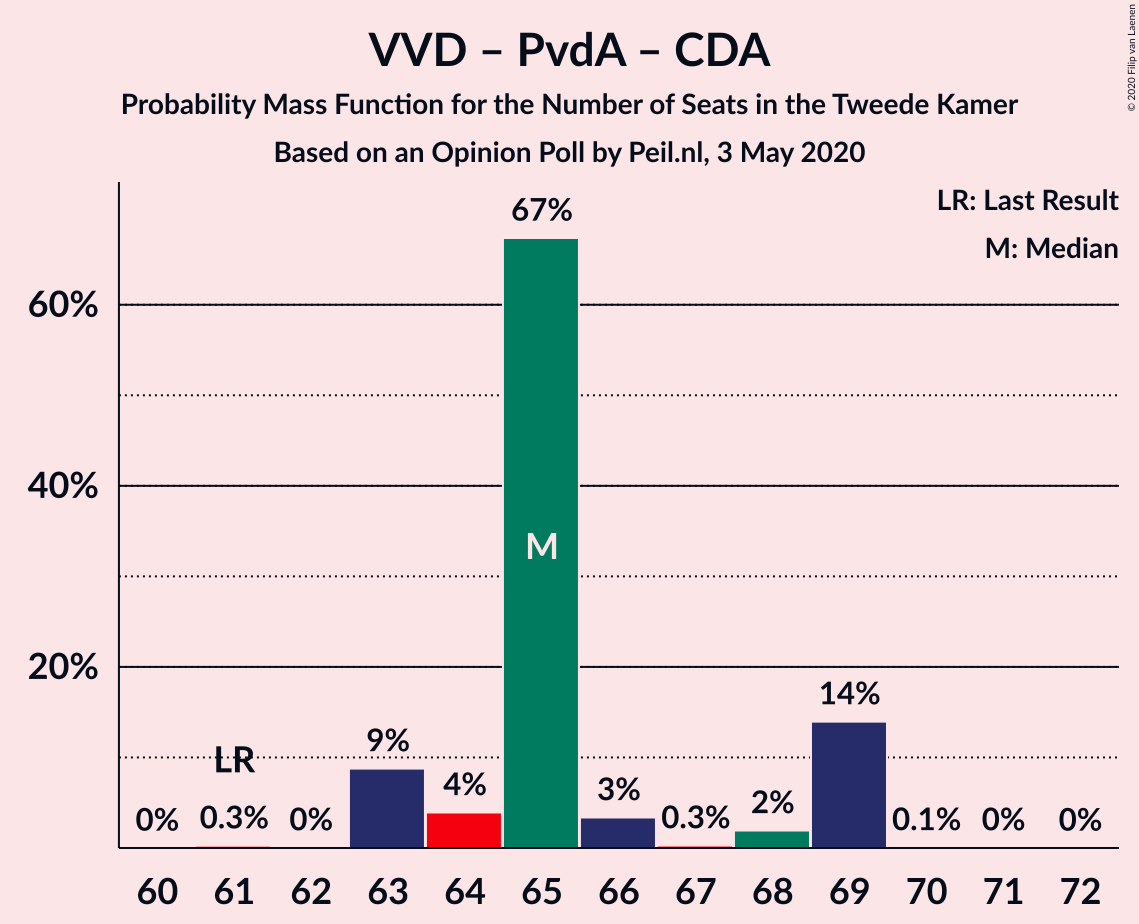 VVD – PvdA – CDA
Probability Mass Function for the Number of Seats in the Tweede Kamer
Based on an Opinion Poll by Peil.nl, 3 May 2020
© 2020 Filip van Laenen
LR: Last Result
M: Median
60%
40%
20%
0%
LR
0.3%
0%
9%
4%
67%
M
3%
0.3%
2%
14%
0.1%
0%
0%
60 61 62 63 64 65 66 67 68 69 70 71 72